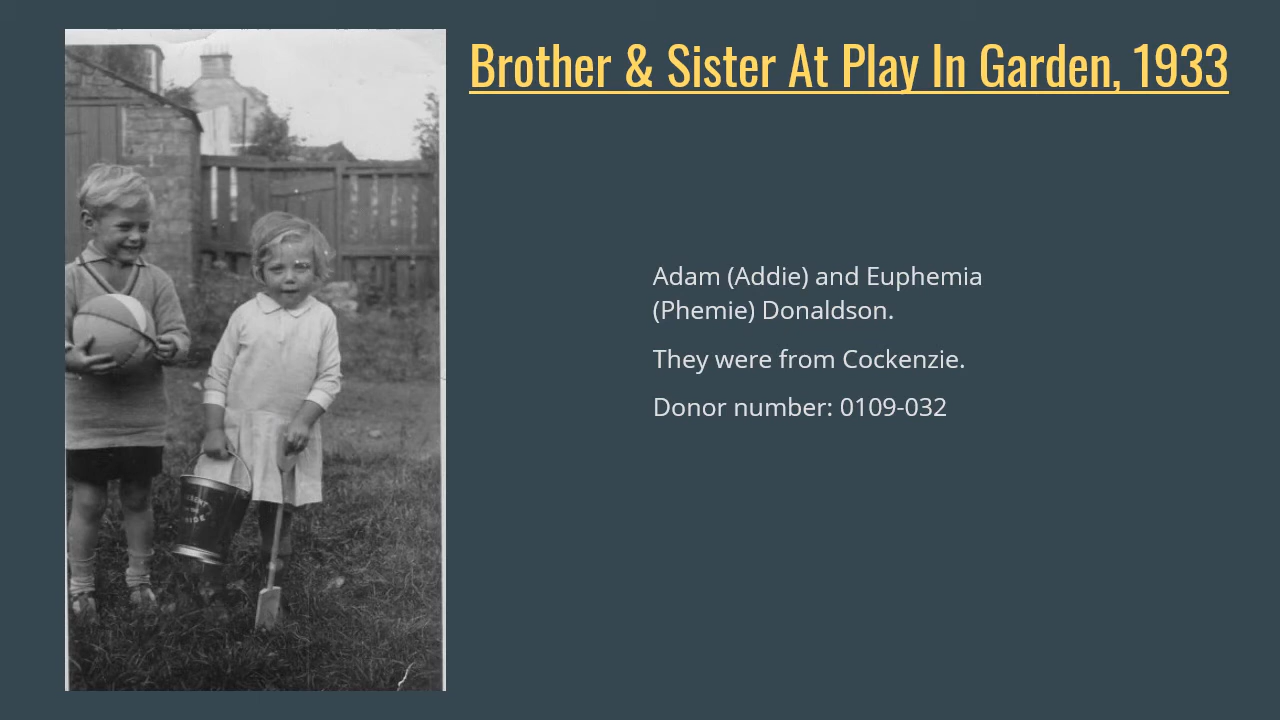 Brother & Sister At Play In Garden, 1933
Adam (Addie) and Euphemia
(Phemie) Donaldson.
They were from Cockenzie.
Donor number: 0109-032